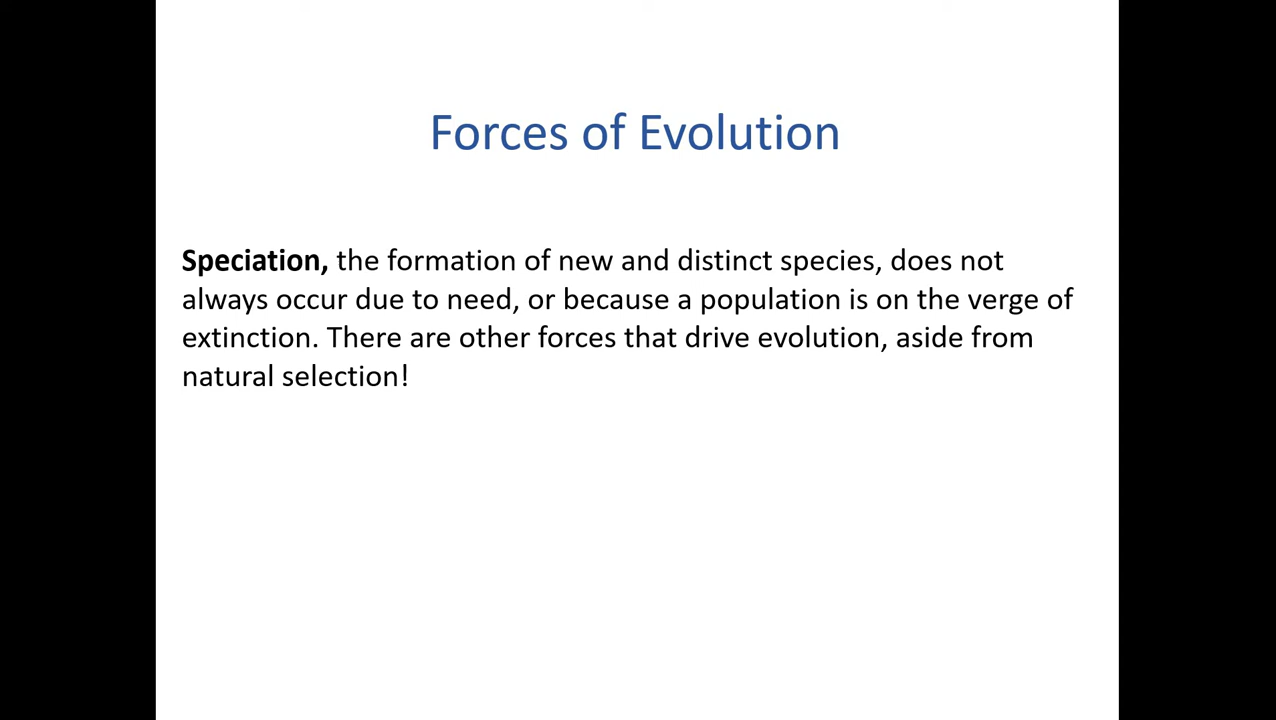 Forces of Evolution
Speciation, the formation of new and distinct species, does not
always occur due to need, or because a population is on the verge of
extinction. There are other forces that drive evolution, aside from
natural selection!